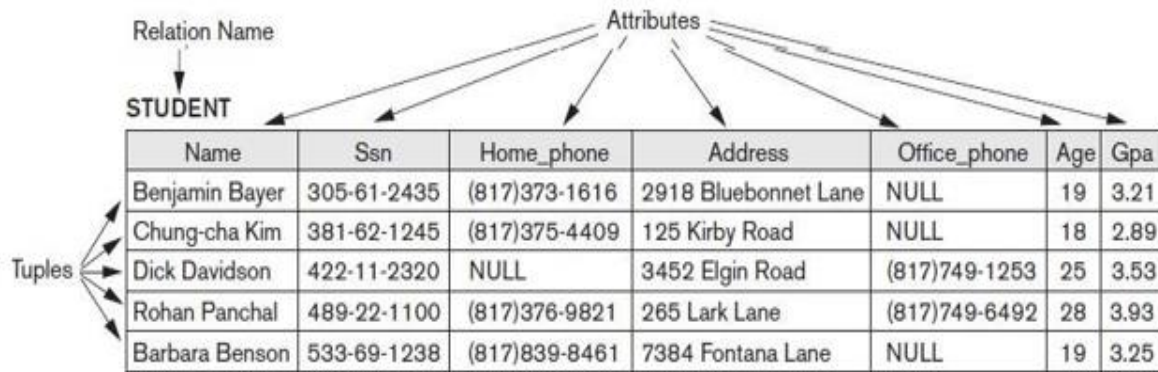 Attributes
Relation Name
STUDENT
Name Ssn Home_phone Address Office_phone Age Gpa
Benjamin Bayer 305-61-2435 (817)373-1616 2918 Bluebonnet Lane NULL 19 3.21
Chung-cha Kim 381-62-1245 (817)375-4409 125 Kirby Road NULL 18 2.89
Tuples
Dick Davidson 422-11-2320 NULL 3452 Elgin Road (817)749-1253 25 3.53
Rohan Panchal 489-22-1100 (817)376-9821 265 Lark Lane (817)749-6492 28 3.93
Barbara Benson 533-69-1238 (817)839-8461 7384 Fontana Lane NULL 19 3.25